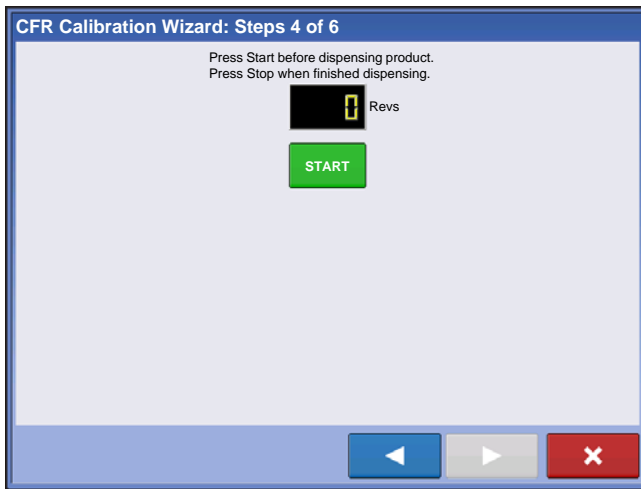 CFR Calibration Wizard: Steps 4 of 6
Press Start before dispensing product.
Press Stop when finished dispensing.
0 Revs
START